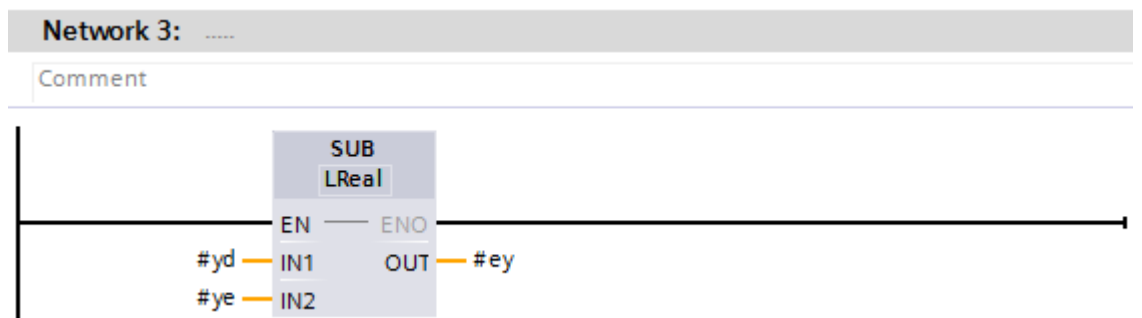 Network 3: .....
Comment
SUB
LReal
EN ENO
#yd IN1 OUT #ey
#ye IN2